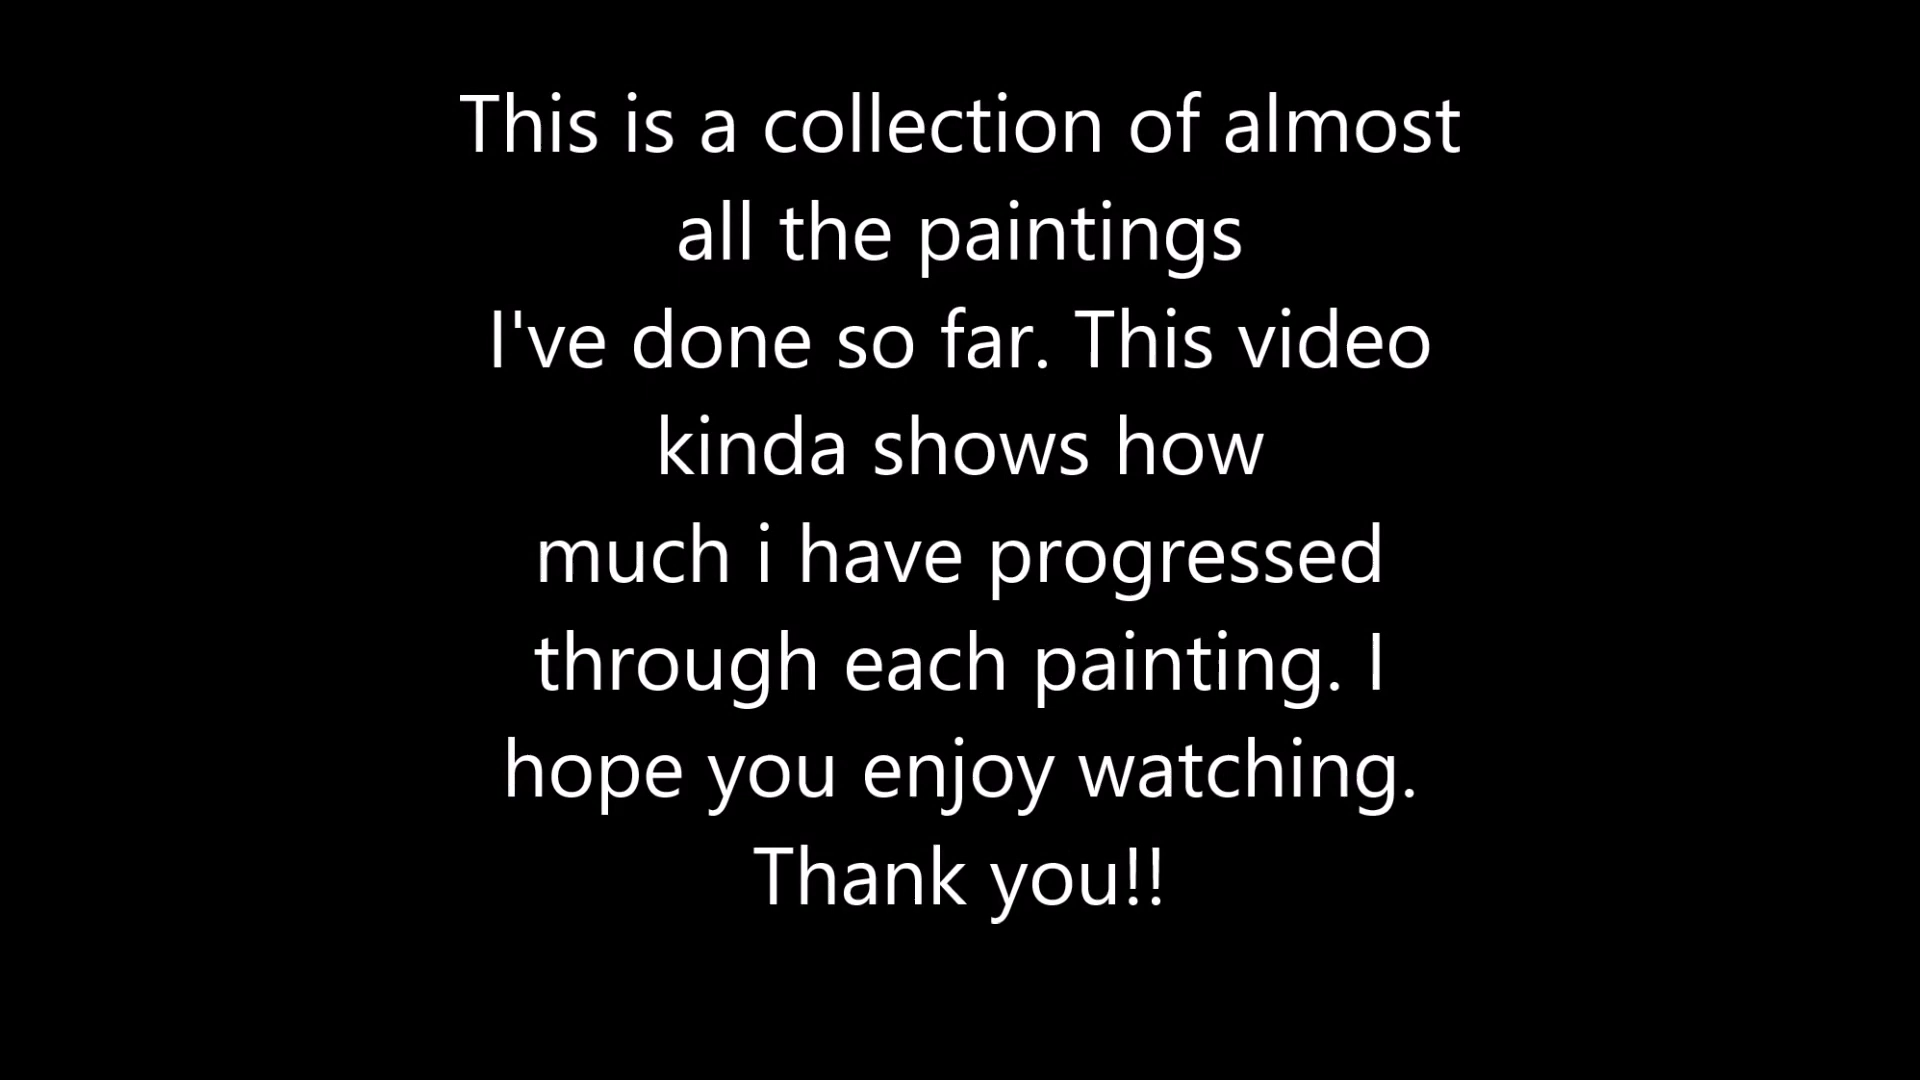 This is a collection of almost
all the paintings
I've done so far. This video
kinda shows how
much i have progressed
through each painting. I
hope you enjoy watching.
Thank you!!